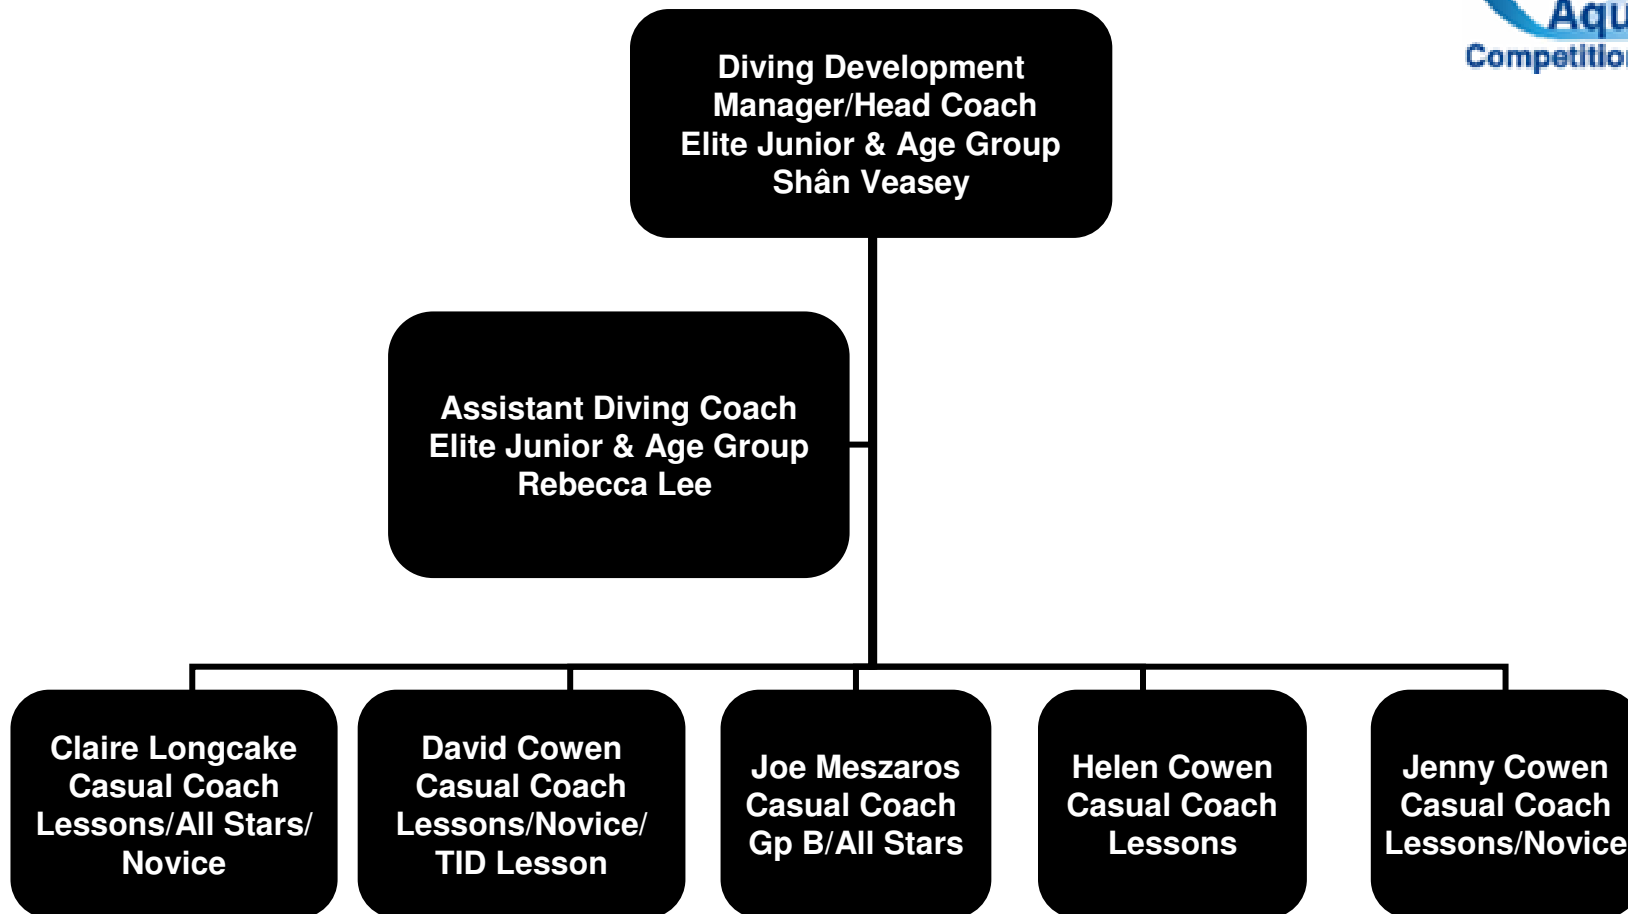 Aqu
Competition
Diving Development
Manager/Head Coach
Elite Junior & Age Group
Shân Veasey
Assistant Diving Coach
Elite Junior & Age Group
Rebecca Lee
Claire Longcake
Casual Coach
Lessons/All Stars/
Novice
David Cowen
Casual Coach
Lessons/Novice/
TID Lesson
Joe Meszaros
Casual Coach
Gp B/All Stars
Helen Cowen
Casual Coach
Lessons
Jenny Cowen
Casual Coach
Lessons/Novice